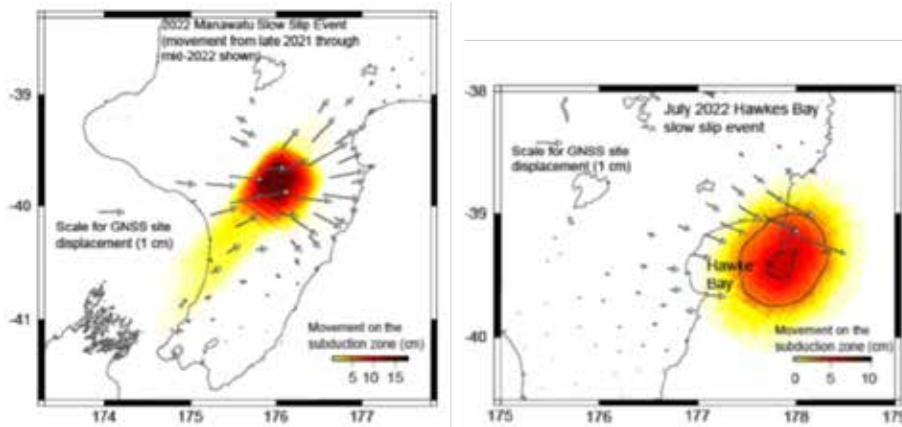 2022 Manawatu Slow Slip Event
(movement from late 2021 through
mid-2022 shown)
-39
-40
-41
Scale for GNSS site
displacement (1 cm)
Movement on the
subduction zone (cm)
5 10 15
174 175 176 177
-38
-39
-40
July 2022 Hawkes Bay
slow slip event
Scale for GNSS site
displacement (1 cm)
Hawke
Bay
Movement on the
subduction zone (cm)
0 5 10
175 176 177 178 179